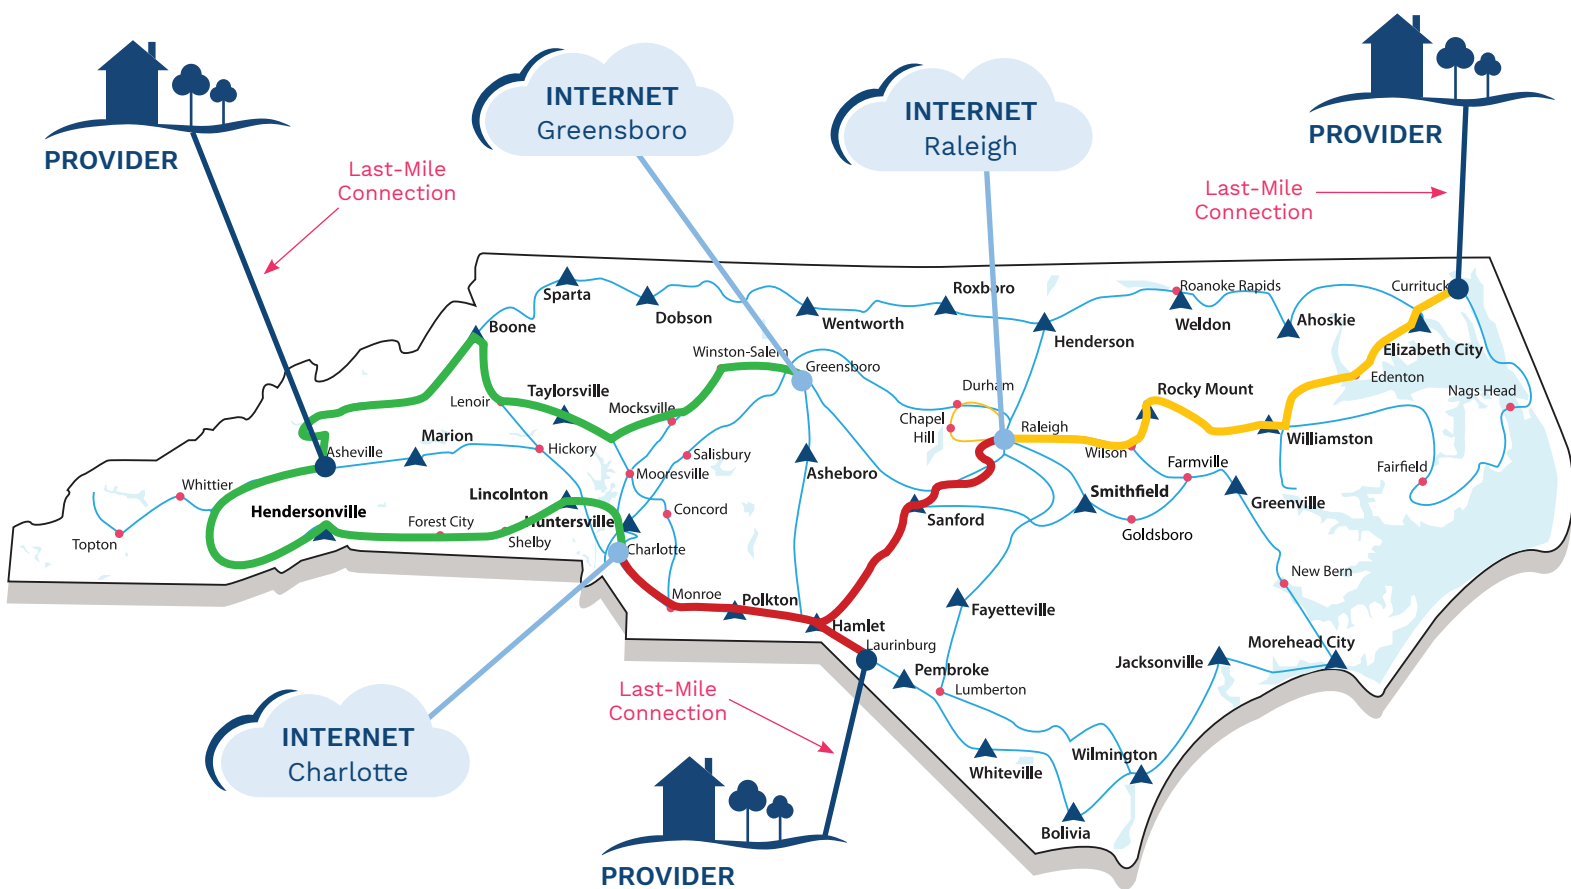 INTERNET
Greensboro
INTERNET
Raleigh
PROVIDER
PROVIDER
Last-Mile
Connection
Last-Mile
Connection
Sparta
Dobson
Wentworth
Roxboro
Roanoke Rapids
Weldon
Ahoskie
Currituck
Boone
Henderson
Elizabeth City
Winston-Salem
Greensboro
Edenton
Nags Head
Lenoir
Taylorsville
Mocksville
Durham
Chapel
Hill
Raleigh
Rocky Mount
Williamston
Asheville
Marion
Hickory
Salisbury
Mooresville
Asheboro
Wilson
Farmville
Fairfield
Whittier
Hendersonville
Lincolnton
Huntersville
Concord
Sanford
Smithfield
Greenville
Topton
Forest City
Shelby
Charlotte
Goldsboro
New Bern
Monroe
Polkton
Hamlet
Laurinburg
Fayetteville
Pembroke
Lumberton
Jacksonville
Morehead City
Last-Mile
Connection
INTERNET
Charlotte
Whiteville
Wilmington
Bolivia
PROVIDER